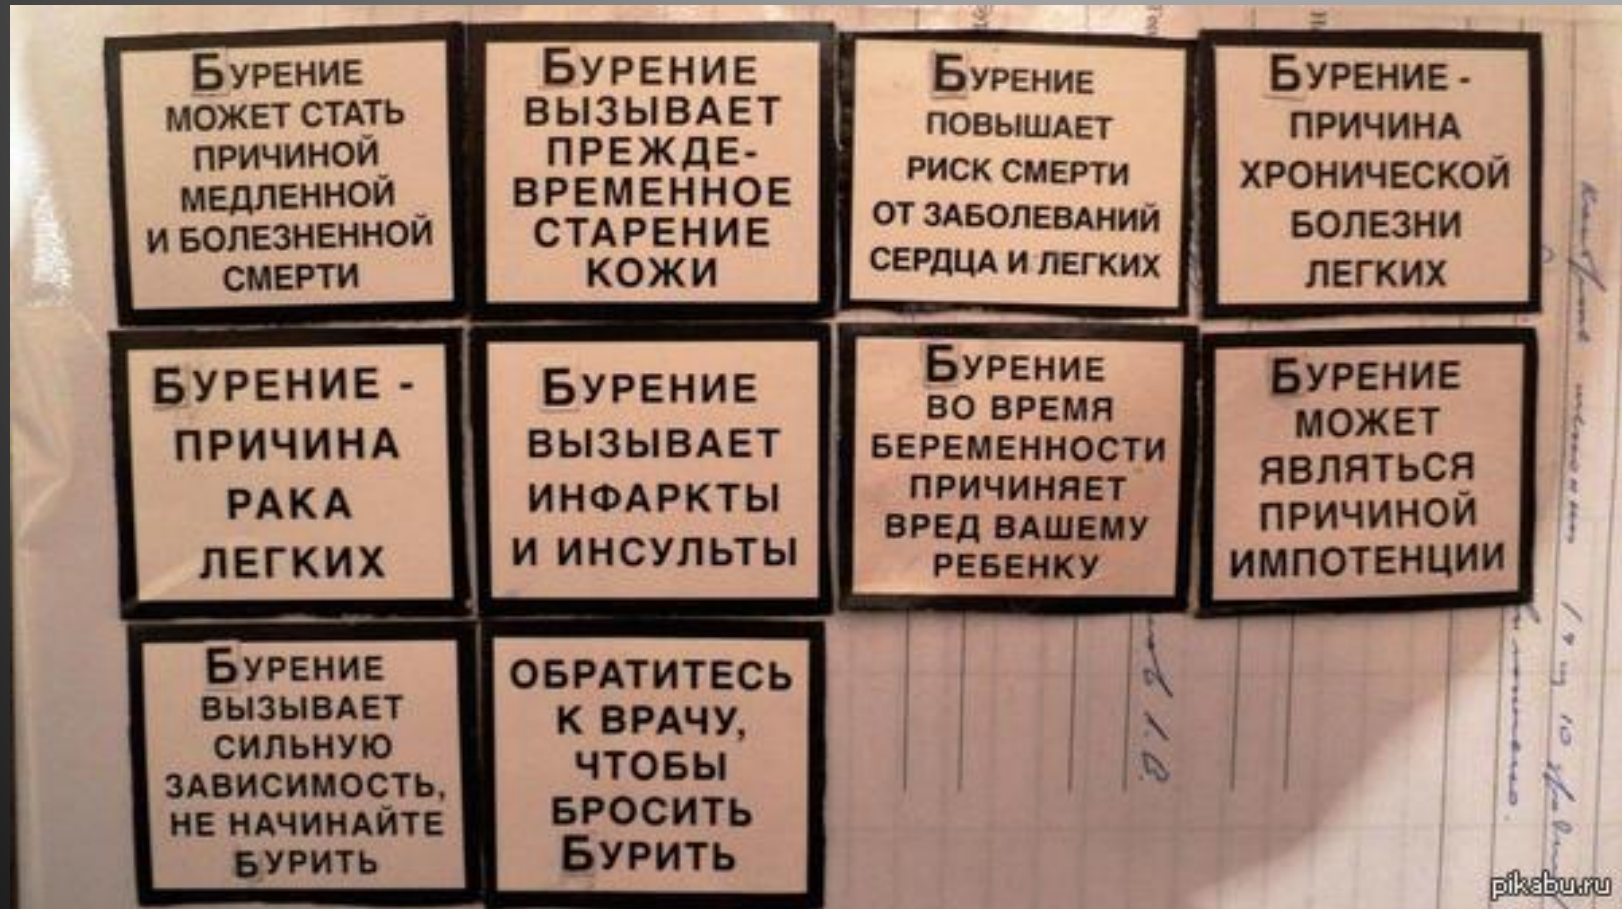 БУРЕНИЕ
МОЖЕТ СТАТЬ
ПРИЧИНОЙ
МЕДЛЕННОЙ
И БОЛЕЗНЕННОЙ
СМЕРТИ
БУРЕНИЕ
ВЫЗЫВАЕТ
ПРЕЖДЕ-
ВРЕМЕННОЕ
СТАРЕНИЕ
КОЖИ
БУРЕНИЕ
ПОВЫШАЕТ
РИСК СМЕРТИ
ОТ ЗАБОЛЕВАНИЙ
СЕРДЦА И ЛЕГКИХ
БУРЕНИЕ -
ПРИЧИНА
ХРОНИЧЕСКОЙ
БОЛЕЗНИ
ЛЕГКИХ
БУРЕНИЕ -
ПРИЧИНА
РАКА
ЛЕГКИХ
БУРЕНИЕ
ВЫЗЫВАЕТ
ИНФАРКТЫ
И ИНСУЛЬТЫ
БУРЕНИЕ
ВО ВРЕМЯ
БЕРЕМЕННОСТИ
ПРИЧИНЯЕТ
ВРЕД ВАШЕМУ
РЕБЕНКУ
БУРЕНИЕ
МОЖЕТ
ЯВЛЯТЬСЯ
ПРИЧИНОЙ
ИМПОТЕНЦИИ
БУРЕНИЕ
ВЫЗЫВАЕТ
СИЛЬНУЮ
ЗАВИСИМОСТЬ,
НЕ НАЧИНАЙТЕ
БУРИТЬ
ОБРАТИТЕСЬ
К ВРАЧУ,
ЧТОБЫ
БРОСИТЬ
БУРИТЬ
pikabu.ru